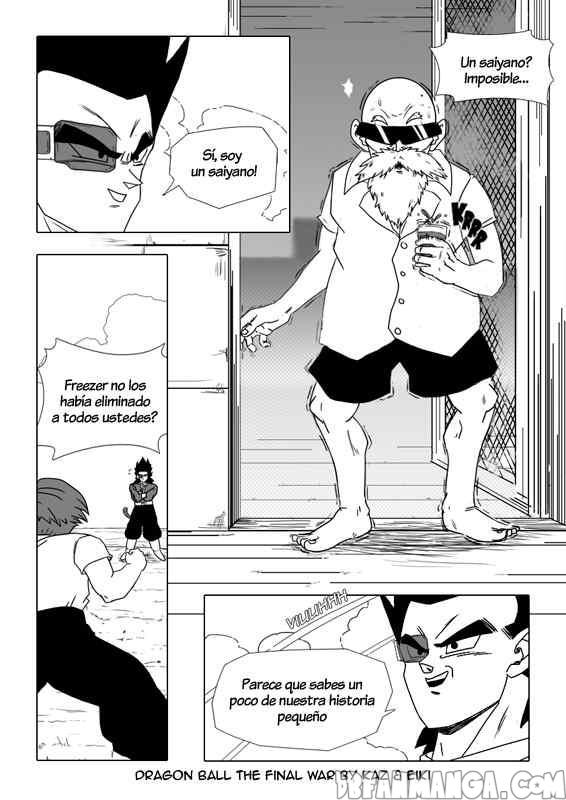 Sí, soy
un saiyano!
Un saiyano?
Imposible...
KRRR
Freezer no los
había eliminado
a todos ustedes?
VIUUHHH
Parece que sabes un
poco de nuestra historia
pequeño
DRAGON BALL THE FINAL WAR BY KAZ & EIKI
DBFANMANGA.COM